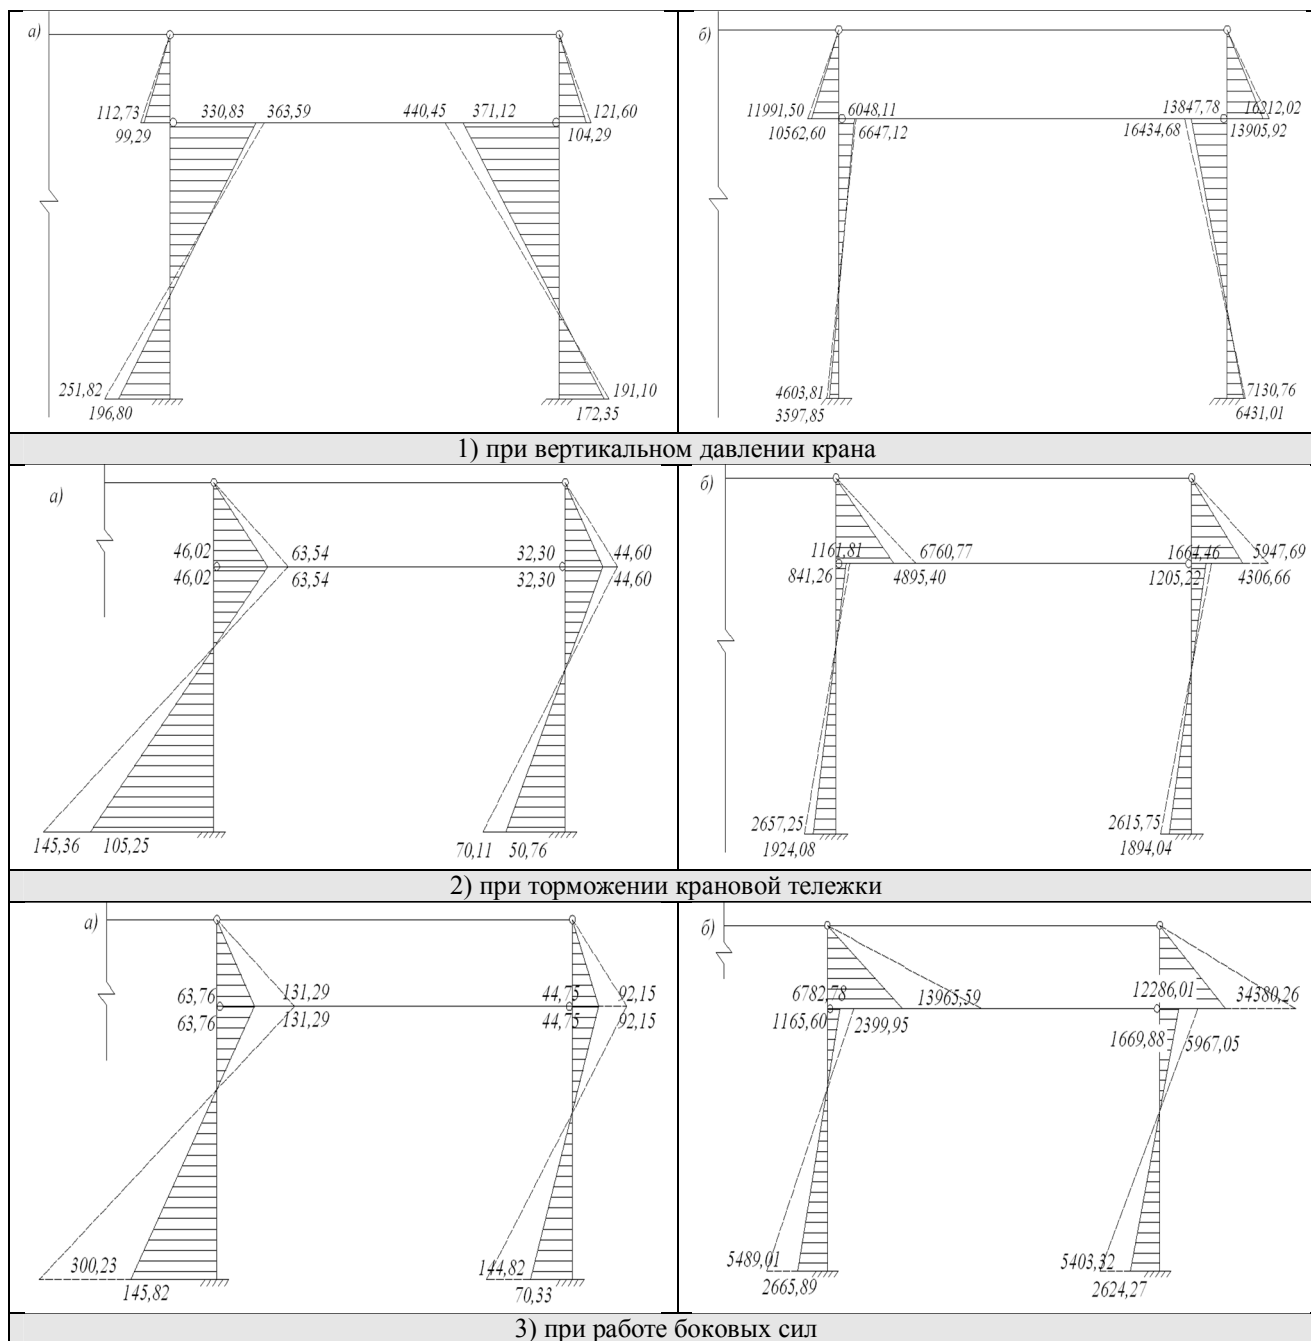 а)
112,73 330,83 363,59 440,45 371,12 121,60
99,29 104,29
251,82 191,10
196,80 172,35
б)
11991,50 6048,11 13847,78 16312,02
10562,60 6647,12 16434,68 13905,92
4603,81 7130,76
3597,85 6431,01
1) при вертикальном давлении крана
а)
46,02 63,54 32,30 44,60
46,02 63,54 32,30 44,60
145,36 105,25 70,11 50,76
б)
1161,81 6760,77 1664,46 5947,69
841,26 4895,40 1205,22 4306,66
2657,25 2615,75
1924,08 1894,04
2) при торможении крановой тележки
а)
63,76 131,29 44,75 92,15
63,76 131,29 44,75 92,15
300,23 144,82
145,82 70,33
б)
6782,78 13965,59 12286,01 34380,26
1165,60 2399,95 1669,88 5967,05
5489,01 5403,32
2665,89 2624,27
3) при работе боковых сил